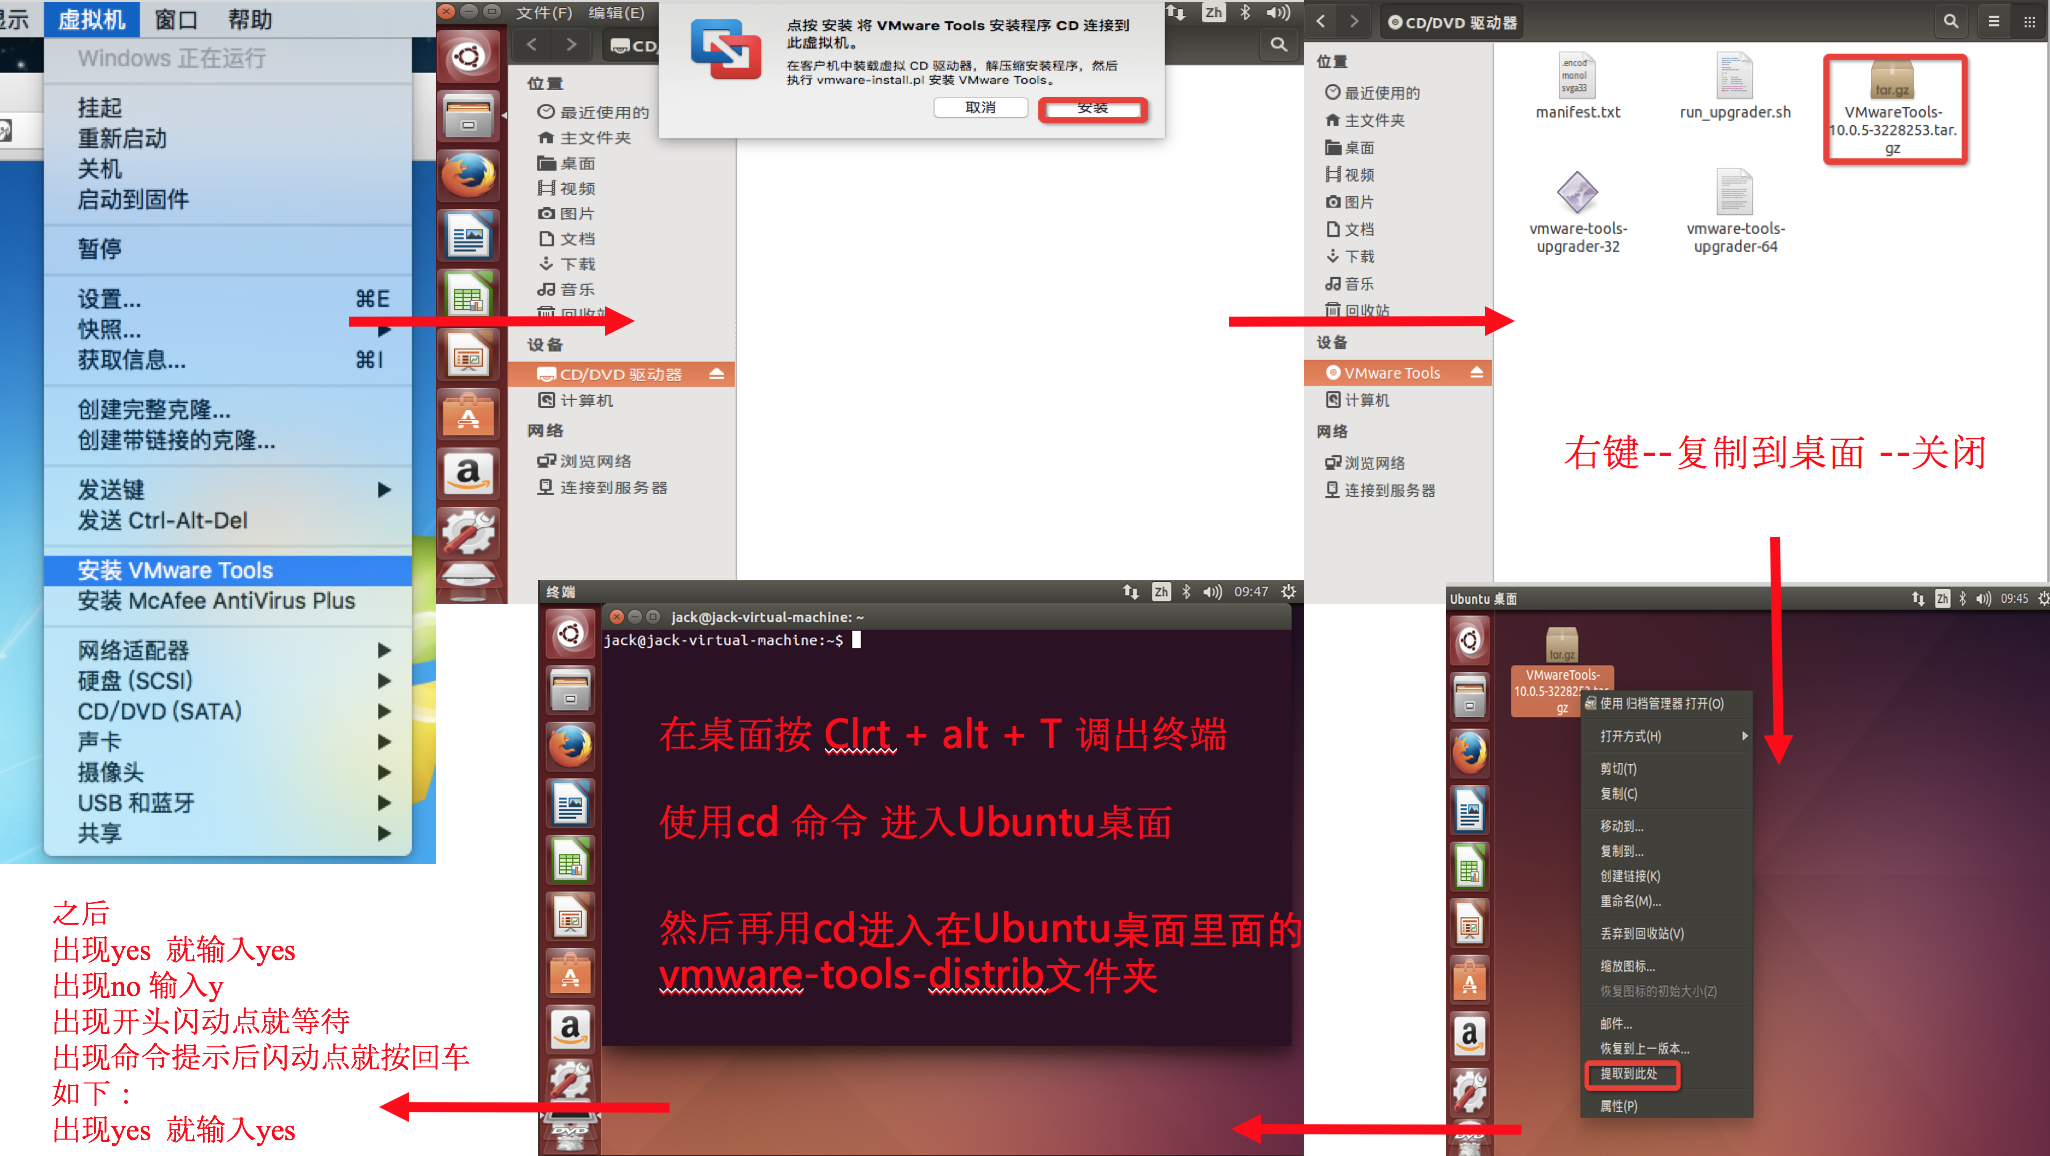 显示 虚拟机 窗口 帮助
Windows 正在运行
挂起
重新启动
关机
启动到固件
暂停
设置... ⌘E
快照...
获取信息... ⌘I
创建完整克隆...
创建带链接的克隆...
发送键
发送 Ctrl-Alt-Del
安装 VMware Tools
安装 McAfee AntiVirus Plus
网络适配器
硬盘 (SCSI)
CD/DVD (SATA)
声卡
摄像头
USB 和蓝牙
共享
文件(F) 编辑(E)
Zh
CD/
位置
最近使用的
主文件夹
桌面
视频
图片
文档
下载
音乐
回收站
设备
CD/DVD 驱动器
计算机
网络
浏览网络
连接到服务器
点按 安装 将 VMware Tools 安装程序 CD 连接到
此虚拟机。
在客户机中装载虚拟 CD 驱动器，解压缩安装程序，然后
执行 vmware-install.pl 安装 VMware Tools。
取消
安装
CD/DVD 驱动器
位置
最近使用的
主文件夹
桌面
视频
图片
文档
下载
音乐
回收站
设备
VMware Tools
计算机
网络
浏览网络
连接到服务器
.encod
monoi
svga33
manifest.txt
run_upgrader.sh
tar.gz
VMwareTools-
10.0.5-3228253.tar.
gz
vmware-tools-
upgrader-32
vmware-tools-
upgrader-64
右键--复制到桌面 --关闭
Ubuntu 桌面
Zh
09:45
tar.gz
VMwareTools-
10.0.5-3228253.tar.
gz
使用 归档管理器 打开(O)
打开方式(H)
剪切(T)
复制(C)
移动到...
复制到...
创建链接(K)
重命名(M)...
丢弃到回收站(V)
缩放图标...
恢复图标的初始大小(Z)
邮件...
恢复到上一版本...
提取到此处
属性(P)
DVD
终端
Zh
09:47
jack@jack-virtual-machine: ~
jack@jack-virtual-machine:~$
在桌面按 Clrt + alt + T 调出终端
使用cd 命令 进入Ubuntu桌面
然后再用cd进入在Ubuntu桌面里面的
vmware-tools-distrib文件夹
DVD
之后
出现yes 就输入yes
出现no 输入y
出现开头闪动点就等待
出现命令提示后闪动点就按回车
如下：
出现yes 就输入yes